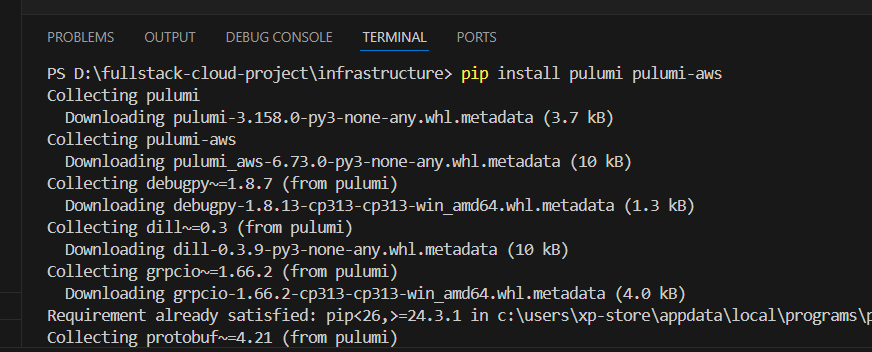 PROBLEMS OUTPUT DEBUG CONSOLE TERMINAL PORTS
PS D:\fullstack-cloud-project\infrastructure> pip install pulumi pulumi-aws
Collecting pulumi
  Downloading pulumi-3.158.0-py3-none-any.whl.metadata (3.7 kB)
Collecting pulumi-aws
  Downloading pulumi_aws-6.73.0-py3-none-any.whl.metadata (10 kB)
Collecting debugpy~=1.8.7 (from pulumi)
  Downloading debugpy-1.8.13-cp313-cp313-win_amd64.whl.metadata (1.3 kB)
Collecting dill~=0.3 (from pulumi)
  Downloading dill-0.3.9-py3-none-any.whl.metadata (10 kB)
Collecting grpcio~=1.66.2 (from pulumi)
  Downloading grpcio-1.66.2-cp313-cp313-win_amd64.whl.metadata (4.0 kB)
Requirement already satisfied: pip<26,>=24.3.1 in c:\users\xp-store\appdata\local\programs\p
Collecting protobuf~=4.21 (from pulumi)